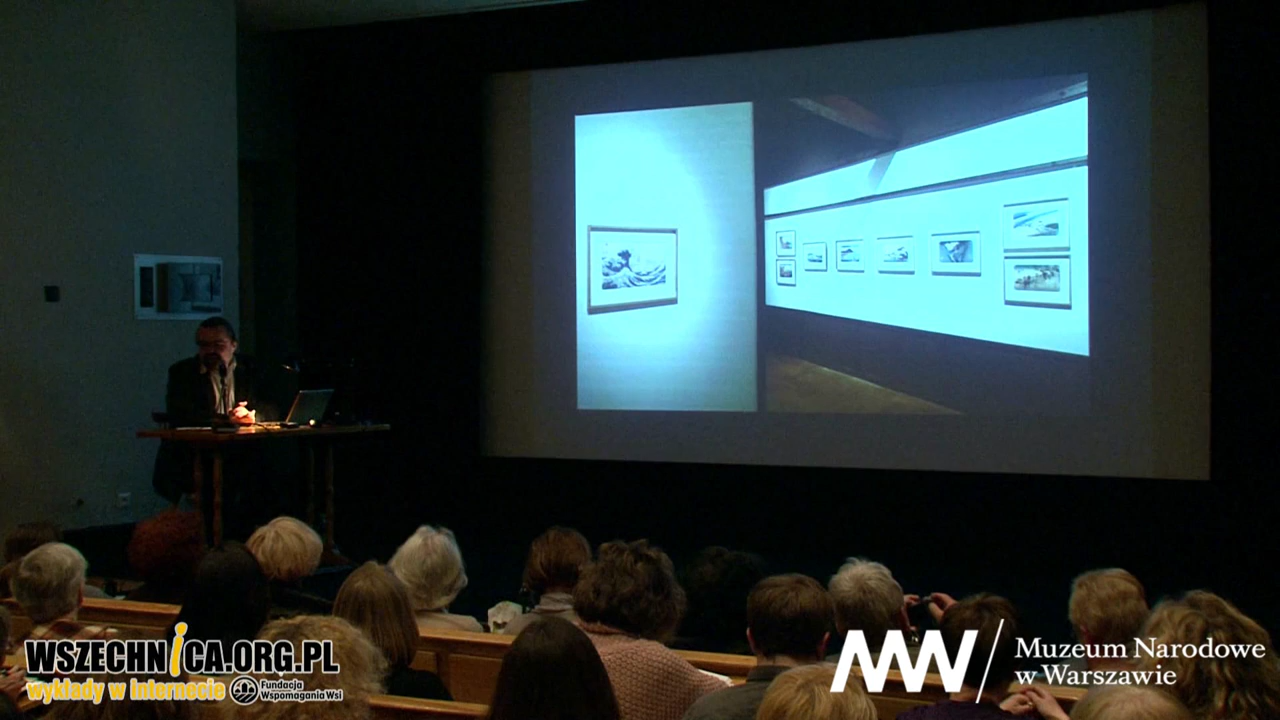 WSZECHNICA.ORG.PL
wykłady w internecie
Fundacja
Wspomagania Wsi
MNW
Muzeum Narodowe
w Warszawie